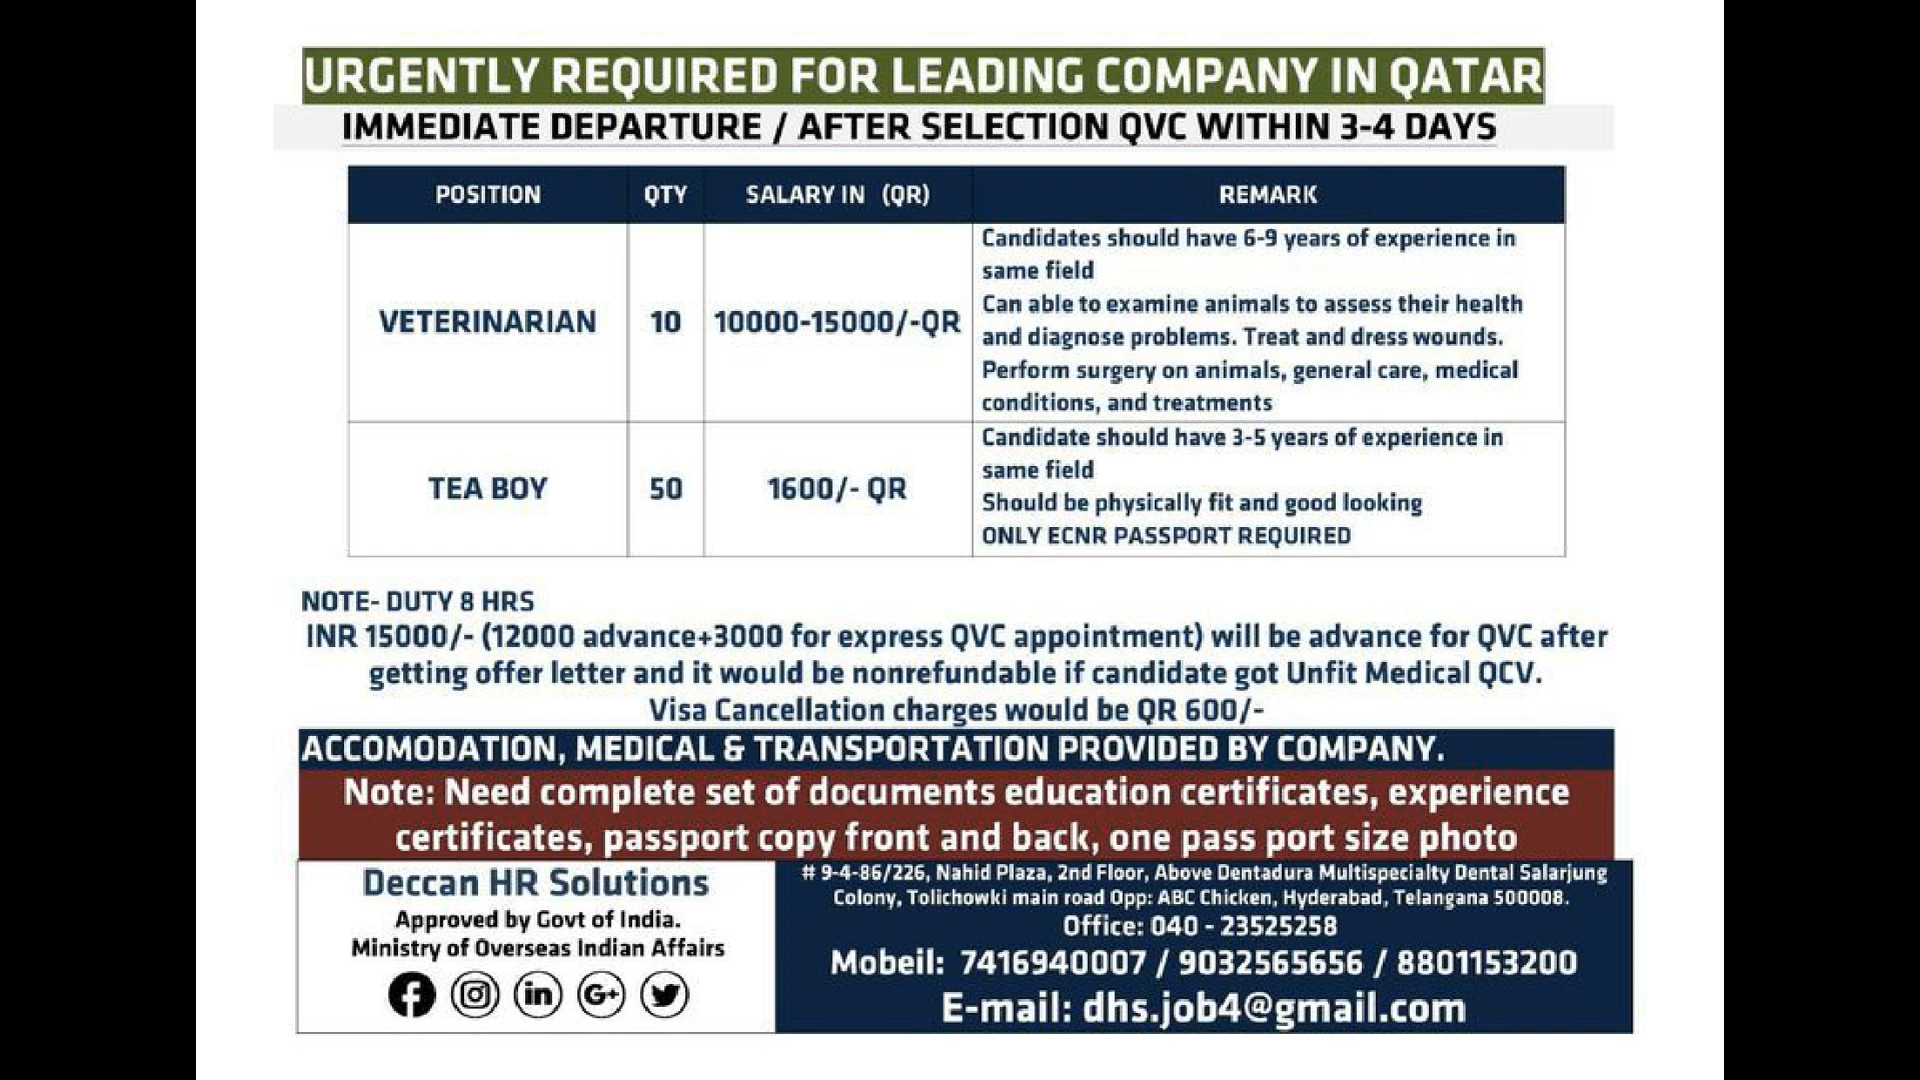 URGENTLY REQUIRED FOR LEADING COMPANY IN QATAR
IMMEDIATE DEPARTURE / AFTER SELECTION QVC WITHIN 3-4 DAYS
POSITION QTY SALARY IN (QR) REMARK
VETERINARIAN 10 10000-15000/-QR
Candidates should have 6-9 years of experience in
same field
Can able to examine animals to assess their health
and diagnose problems. Treat and dress wounds.
Perform surgery on animals, general care, medical
conditions, and treatments
TEA BOY 50 1600/- QR
Candidate should have 3-5 years of experience in
same field
Should be physically fit and good looking
ONLY ECNR PASSPORT REQUIRED
NOTE- DUTY 8 HRS
INR 15000/- (12000 advance+3000 for express QVC appointment) will be advance for QVC after
getting offer letter and it would be nonrefundable if candidate got Unfit Medical QCV.
Visa Cancellation charges would be QR 600/-
ACCOMODATION, MEDICAL & TRANSPORTATION PROVIDED BY COMPANY.
Note: Need complete set of documents education certificates, experience
certificates, passport copy front and back, one pass port size photo
Deccan HR Solutions
Approved by Govt of India.
Ministry of Overseas Indian Affairs
# 9-4-86/226, Nahid Plaza, 2nd Floor, Above Dentadura Multispecialty Dental Salarjung
Colony, Tolichowki main road Opp: ABC Chicken, Hyderabad, Telangana 500008.
Office: 040 - 23525258
Mobeil: 7416940007 / 9032565656 / 8801153200
E-mail: dhs.job4@gmail.com